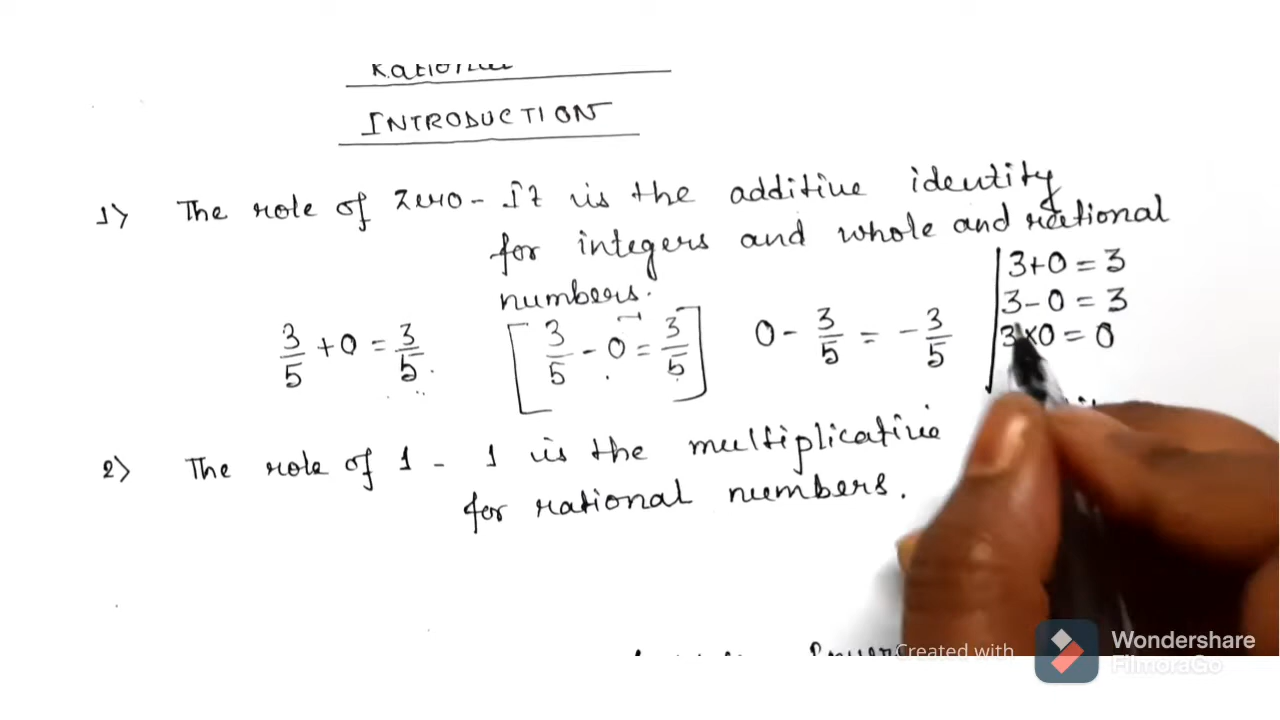 INTRODUCTION
1) The role of Zero - It is the additive identity
for integers and whole and rational
numbers.
3/5 + 0 = 3/5 [3/5 - 0 = 3/5] 0 - 3/5 = - 3/5
3+0 = 3
3-0 = 3
3×0 = 0
2) The role of 1 - 1 is the multiplicative
for rational numbers.
Created with
Wondershare
FilmoraGo